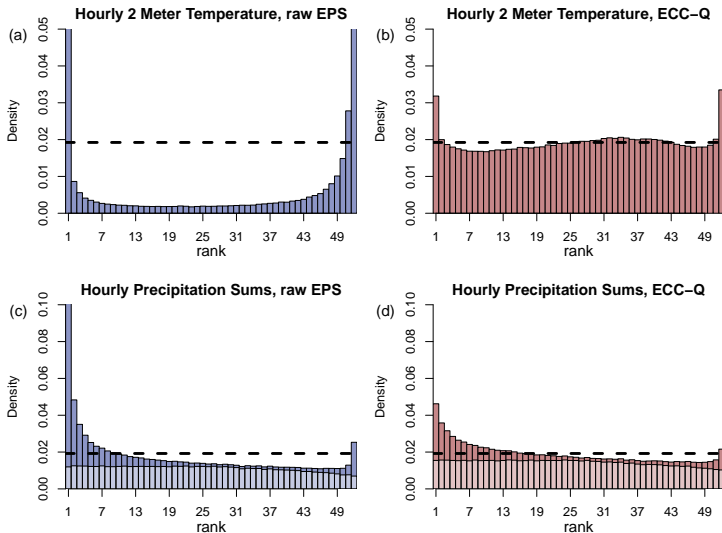 (a)
Hourly 2 Meter Temperature, raw EPS
Density
0.00 0.01 0.02 0.03 0.04 0.05
1 7 13 19 25 31 37 43 49
rank
(b)
Hourly 2 Meter Temperature, ECC−Q
Density
0.00 0.01 0.02 0.03 0.04 0.05
1 7 13 19 25 31 37 43 49
rank
(c)
Hourly Precipitation Sums, raw EPS
Density
0.00 0.02 0.04 0.06 0.08 0.10
1 7 13 19 25 31 37 43 49
rank
(d)
Hourly Precipitation Sums, ECC−Q
Density
0.00 0.02 0.04 0.06 0.08 0.10
1 7 13 19 25 31 37 43 49
rank